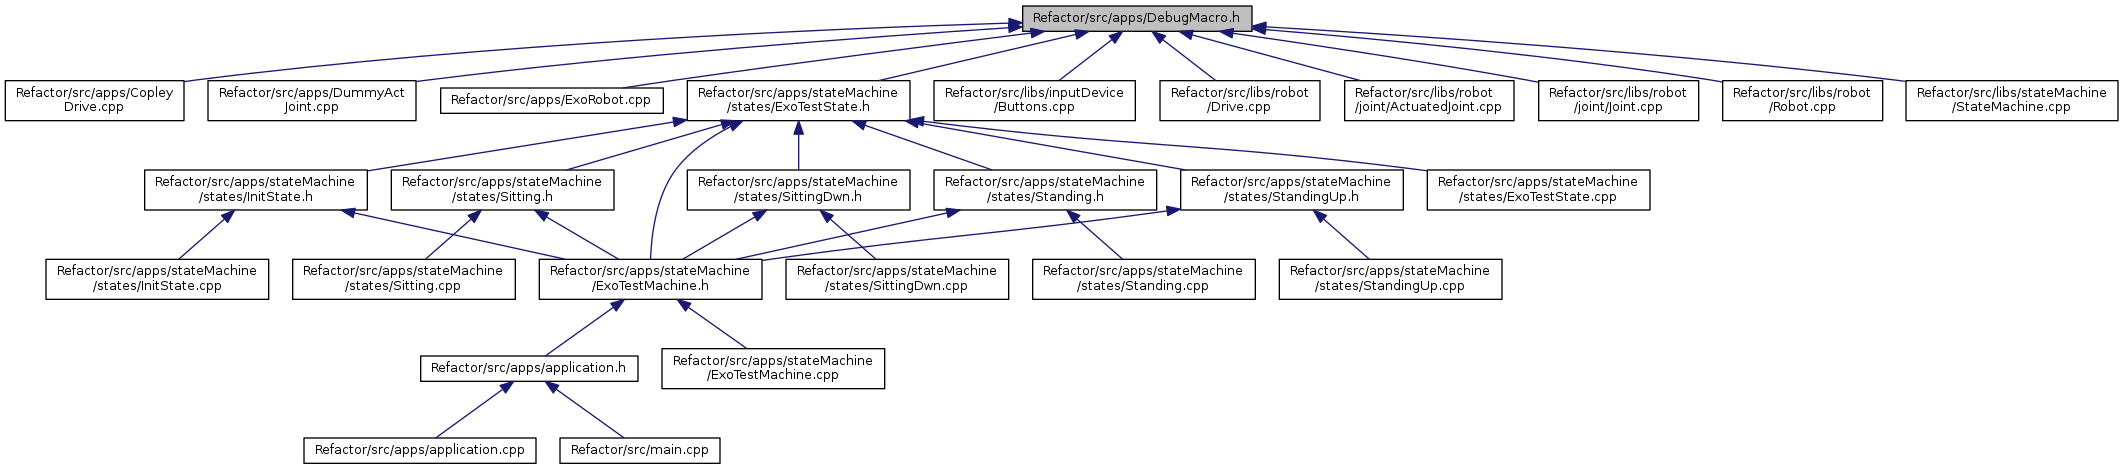 Refactor/src/apps/DebugMacro.h
Refactor/src/apps/Copley
Drive.cpp
Refactor/src/apps/DummyAct
Joint.cpp
Refactor/src/apps/ExoRobot.cpp
Refactor/src/apps/stateMachine
/states/ExoTestState.h
Refactor/src/libs/inputDevice
/Buttons.cpp
Refactor/src/libs/robot
/Drive.cpp
Refactor/src/libs/robot
/joint/ActuatedJoint.cpp
Refactor/src/libs/robot
/joint/Joint.cpp
Refactor/src/libs/robot
/Robot.cpp
Refactor/src/libs/stateMachine
/StateMachine.cpp
Refactor/src/apps/stateMachine
/states/InitState.h
Refactor/src/apps/stateMachine
/states/Sitting.h
Refactor/src/apps/stateMachine
/states/SittingDwn.h
Refactor/src/apps/stateMachine
/states/Standing.h
Refactor/src/apps/stateMachine
/states/StandingUp.h
Refactor/src/apps/stateMachine
/states/ExoTestState.cpp
Refactor/src/apps/stateMachine
/states/InitState.cpp
Refactor/src/apps/stateMachine
/states/Sitting.cpp
Refactor/src/apps/stateMachine
/ExoTestMachine.h
Refactor/src/apps/stateMachine
/states/SittingDwn.cpp
Refactor/src/apps/stateMachine
/states/Standing.cpp
Refactor/src/apps/stateMachine
/states/StandingUp.cpp
Refactor/src/apps/application.h
Refactor/src/apps/stateMachine
/ExoTestMachine.cpp
Refactor/src/apps/application.cpp
Refactor/src/main.cpp